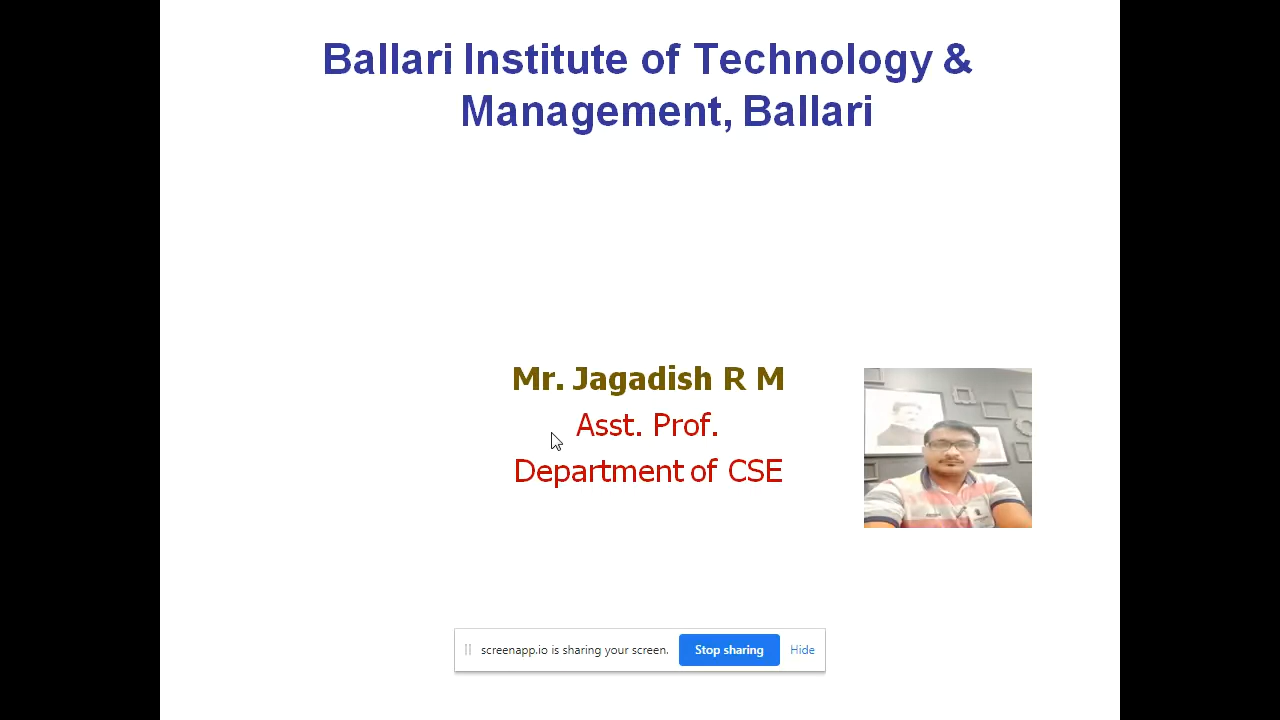 Ballari Institute of Technology &
Management, Ballari
Mr. Jagadish R M
Asst. Prof.
Department of CSE
screenapp.io is sharing your screen. Stop sharing Hide